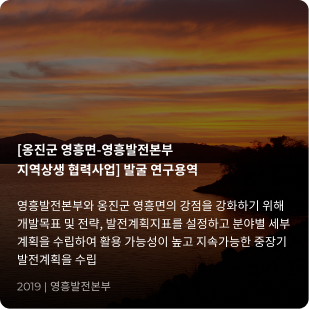 [옹진군 영흥면-영흥발전본부
지역상생 협력사업] 발굴 연구용역
영흥발전본부와 옹진군 영흥면의 강점을 강화하기 위해
개발목표 및 전략, 발전계획지표를 설정하고 분야별 세부
계획을 수립하여 활용 가능성이 높고 지속가능한 중장기
발전계획을 수립
2019 | 영흥발전본부